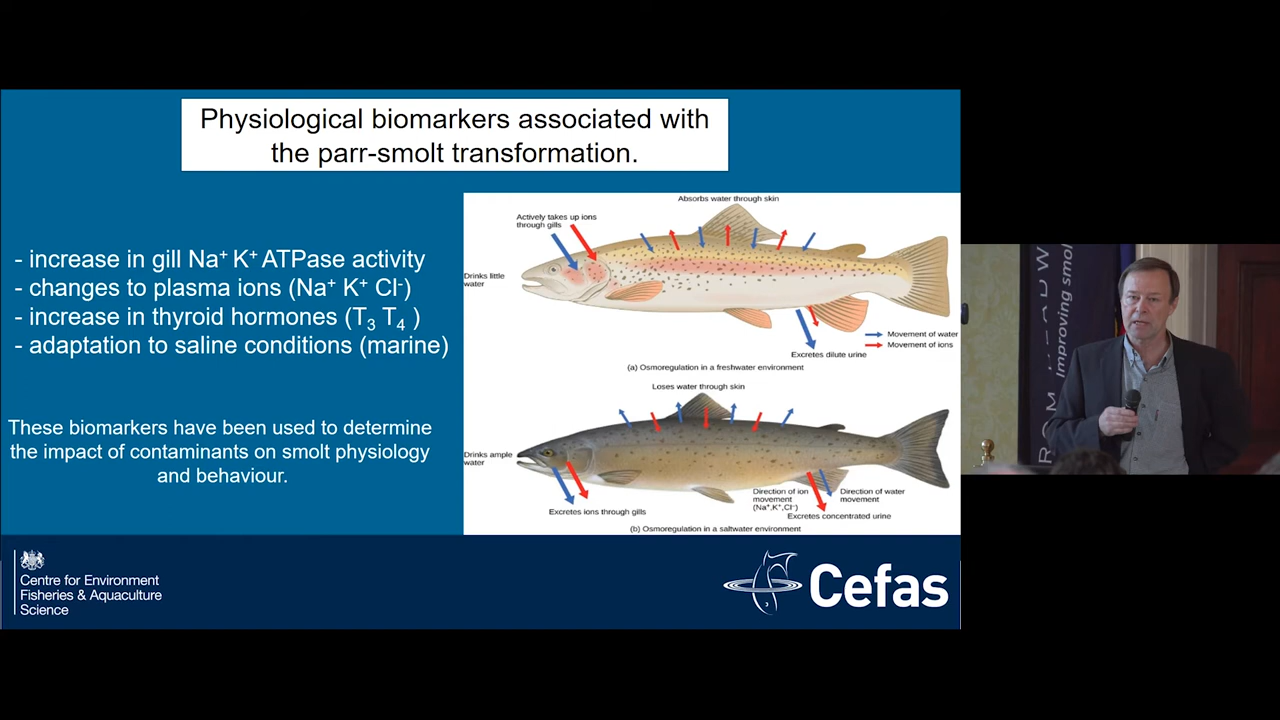 Physiological biomarkers associated with
the parr-smolt transformation.
- increase in gill Na⁺ K⁺ ATPase activity
- changes to plasma ions (Na⁺ K⁺ Cl⁻)
- increase in thyroid hormones (T₃ T₄ )
- adaptation to saline conditions (marine)
These biomarkers have been used to determine
the impact of contaminants on smolt physiology
and behaviour.
Absorbs water through skin
Actively takes up ions
through gills
Drinks little
water
Movement of water
Movement of ions
Excretes dilute urine
(a) Osmoregulation in a freshwater environment
Loses water through skin
Drinks ample
water
Excretes ions through gills
Direction of ion
movement
(Na⁺,K⁺,Cl⁻)
Direction of water
movement
Excretes concentrated urine
(b) Osmoregulation in a saltwater environment
Centre for Environment
Fisheries & Aquaculture
Science
Cefas
Improving smol